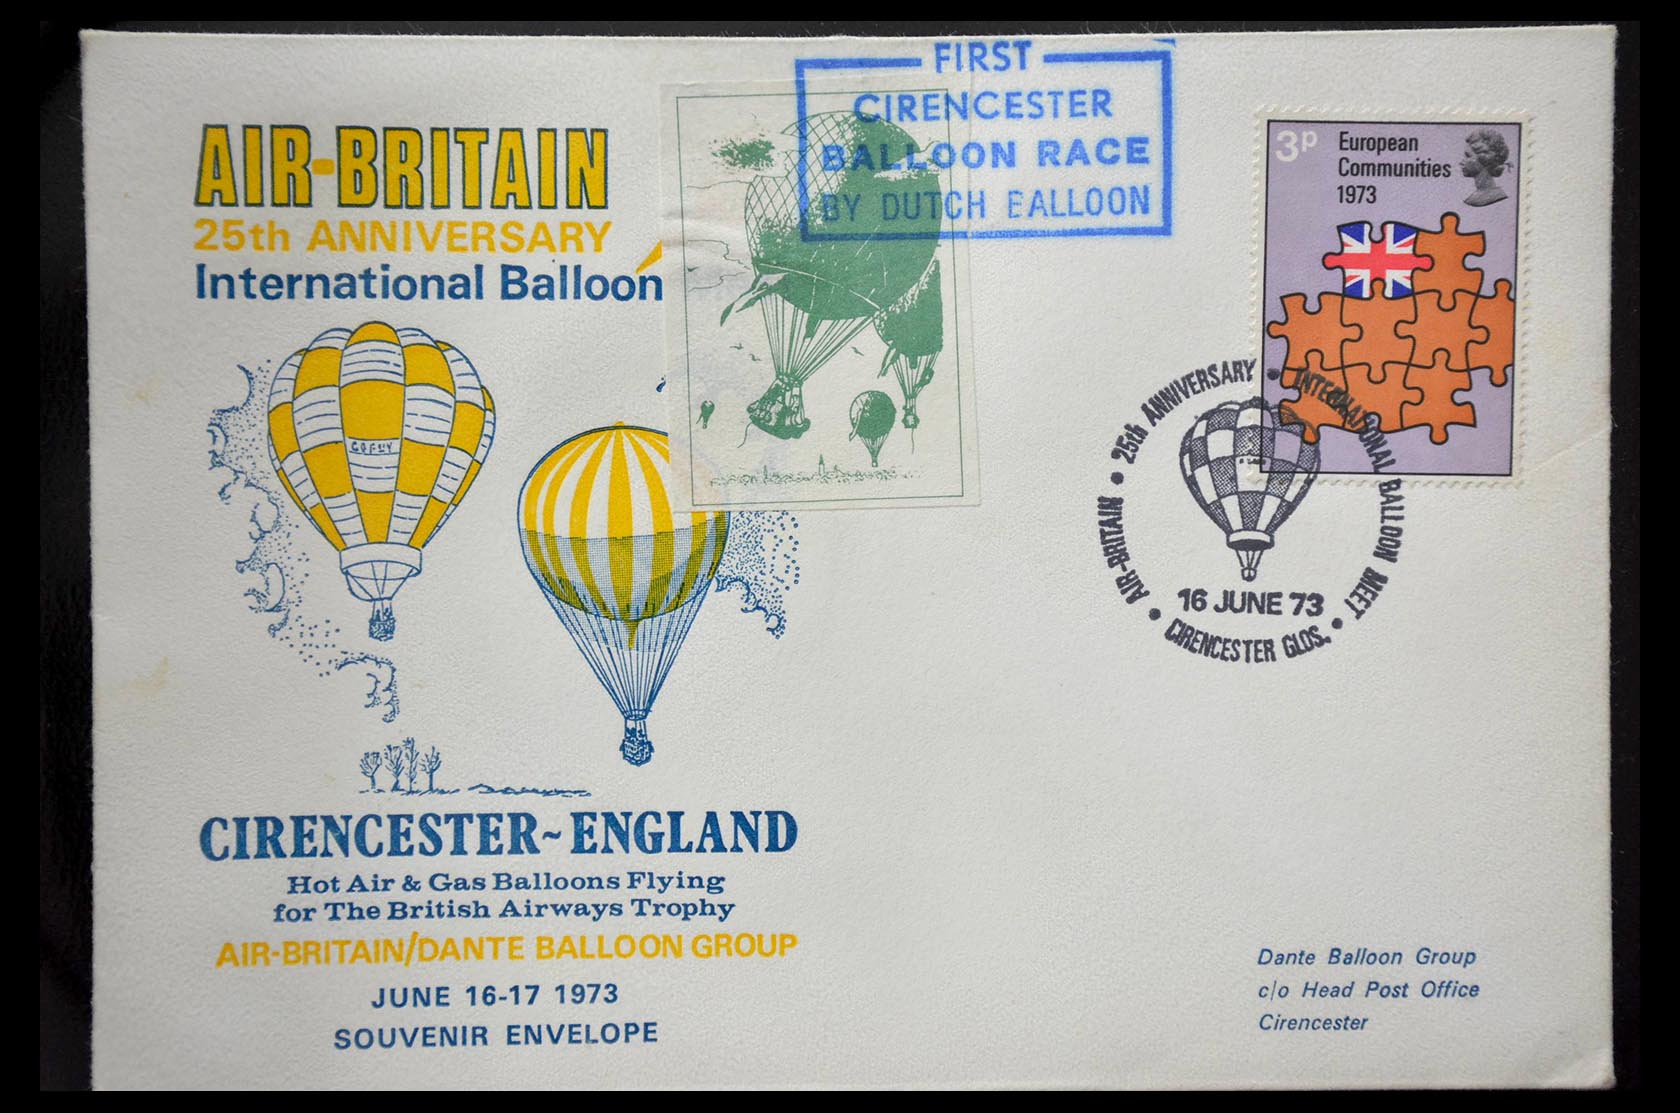 AIR-BRITAIN
25th ANNIVERSARY
International Balloon
CIRENCESTER~ENGLAND
Hot Air & Gas Balloons Flying
for The British Airways Trophy
AIR-BRITAIN/DANTE BALLOON GROUP
JUNE 16-17 1973
SOUVENIR ENVELOPE
FIRST
CIRENCESTER
BALLOON RACE
BY DUTCH BALLOON
3p
European
Communities
1973
AIR-BRITAIN • 25th ANNIVERSARY • INTERNATIONAL BALLOON MEET
16 JUNE 73
• CIRENCESTER GLOS. •
Dante Balloon Group
c/o Head Post Office
Cirencester